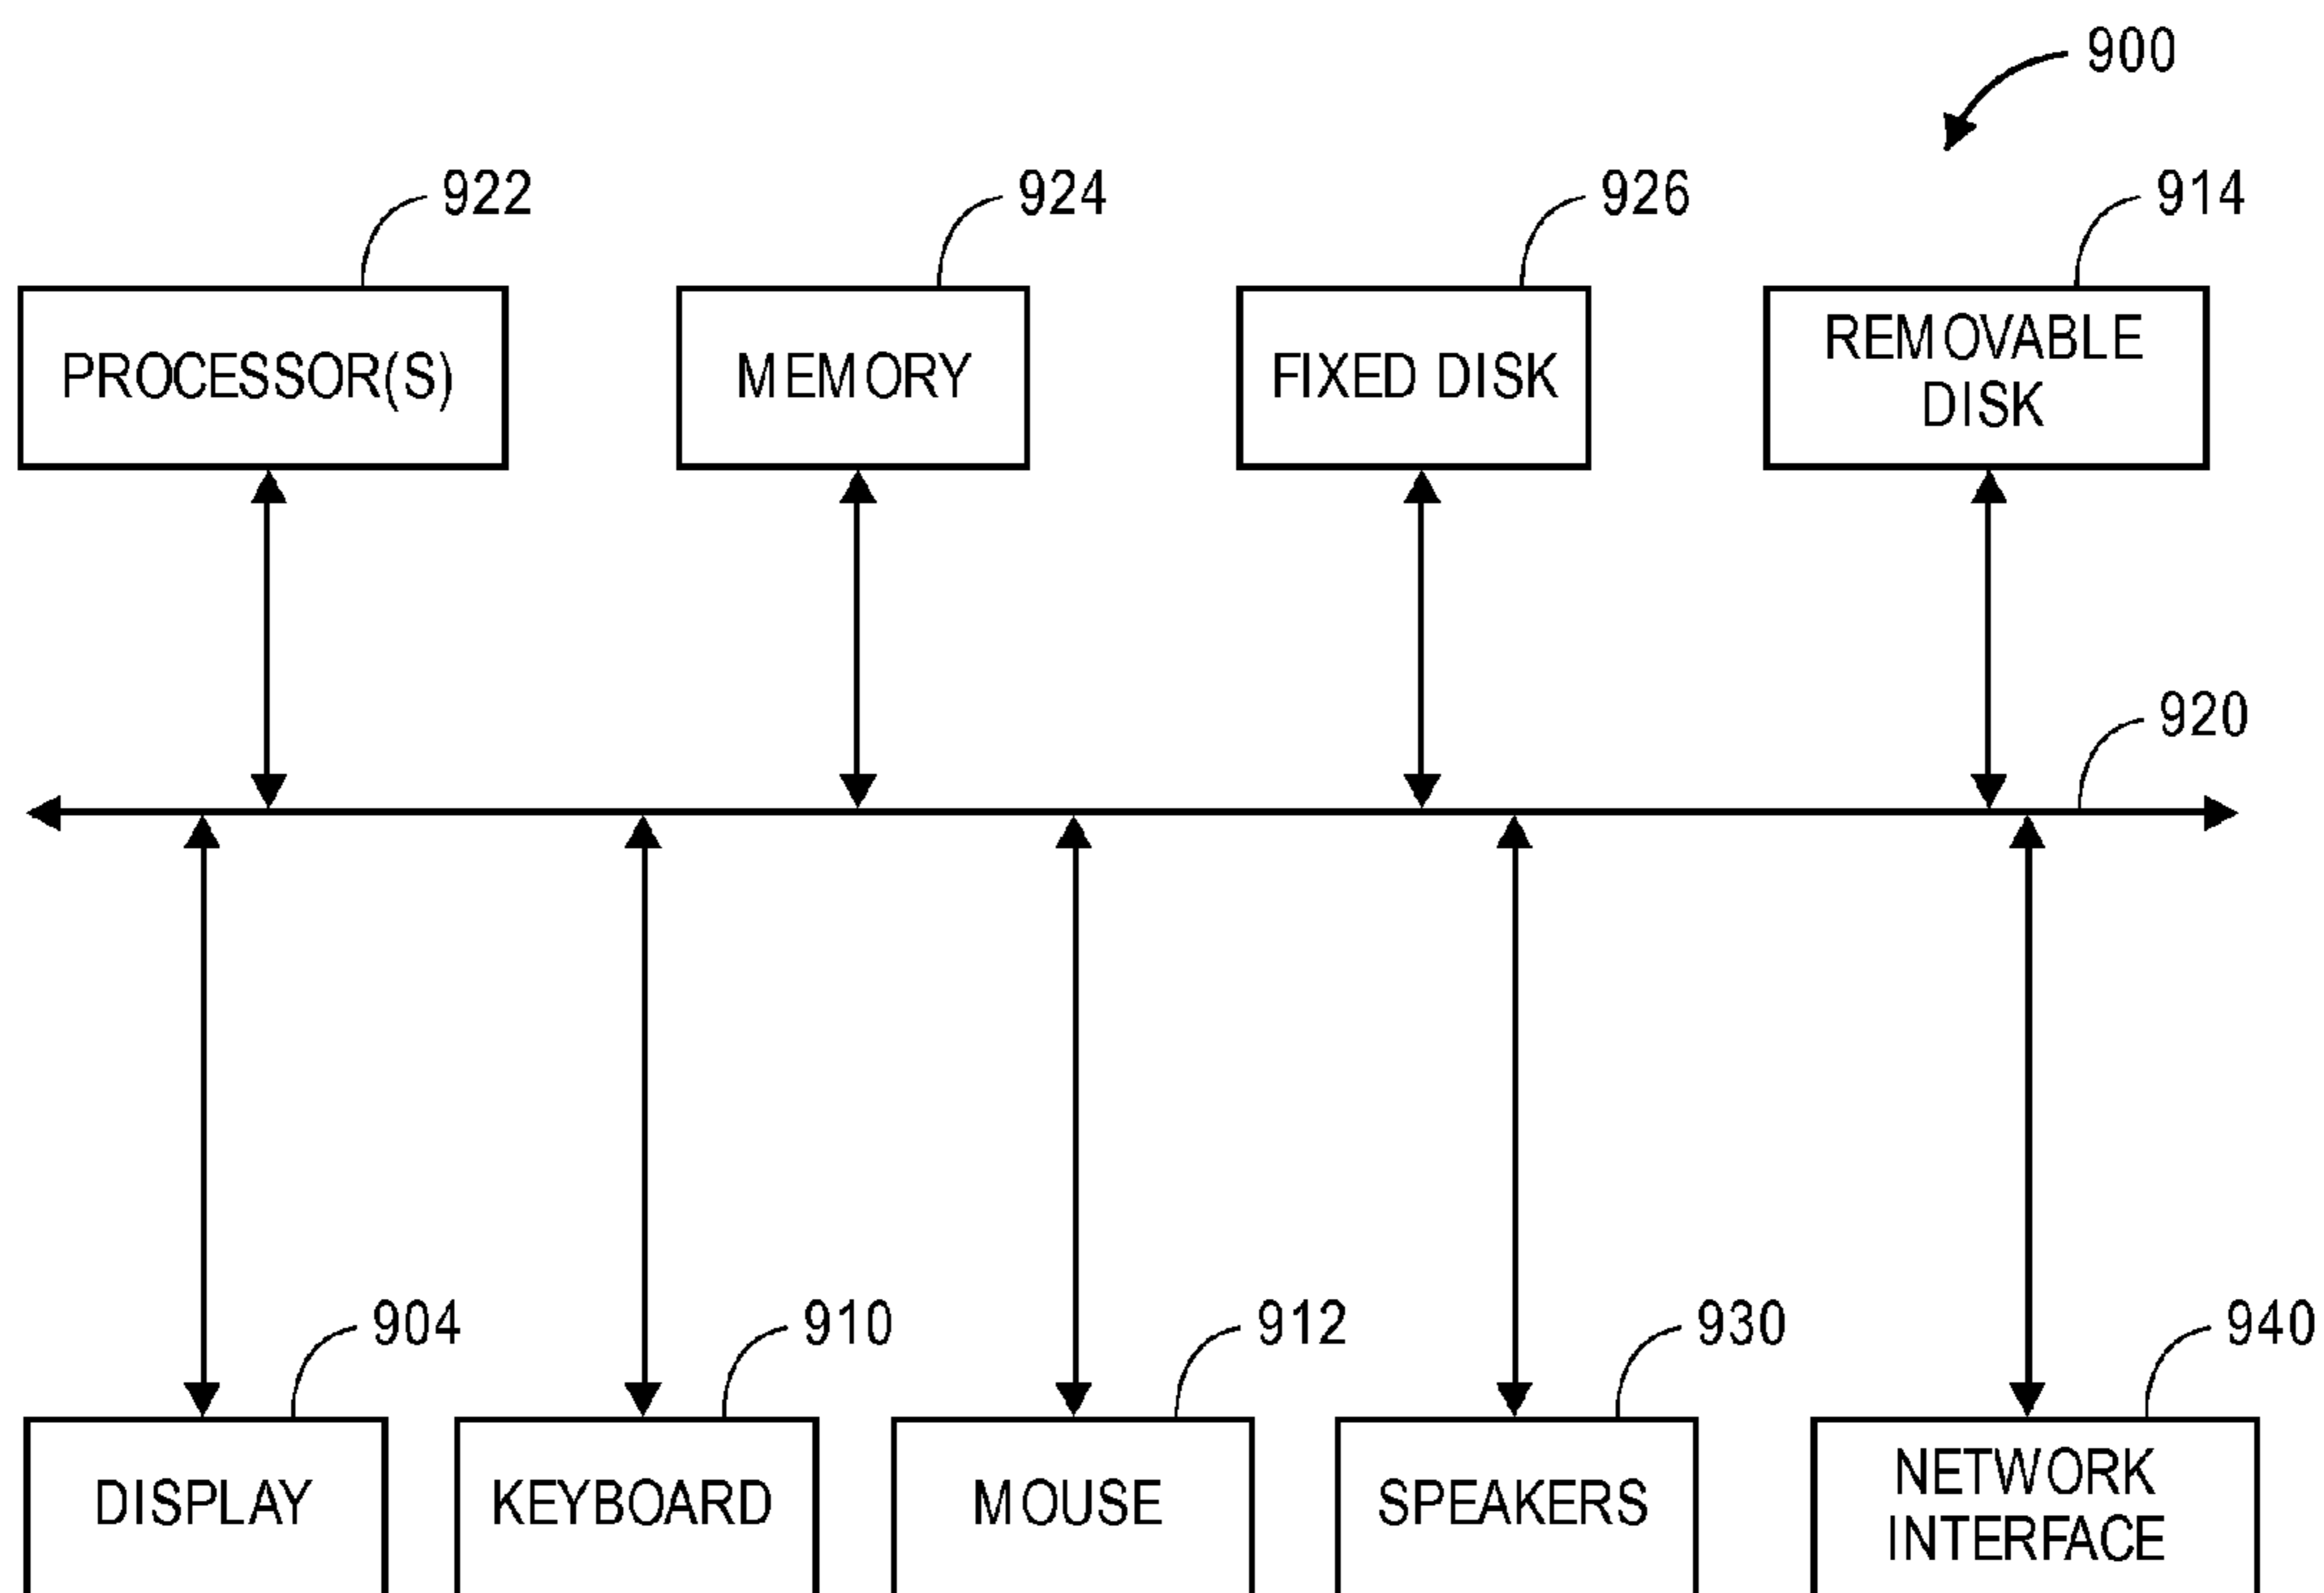 900
922
924
926
914
PROCESSOR(S)
MEMORY
FIXED DISK
REMOVABLE
DISK
920
904
910
912
930
940
DISPLAY
KEYBOARD
MOUSE
SPEAKERS
NETWORK
INTERFACE